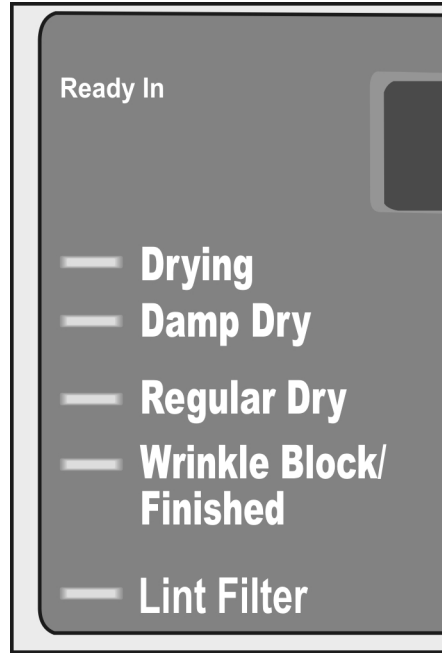 Ready In
Drying
Damp Dry
Regular Dry
Wrinkle Block/
Finished
Lint Filter